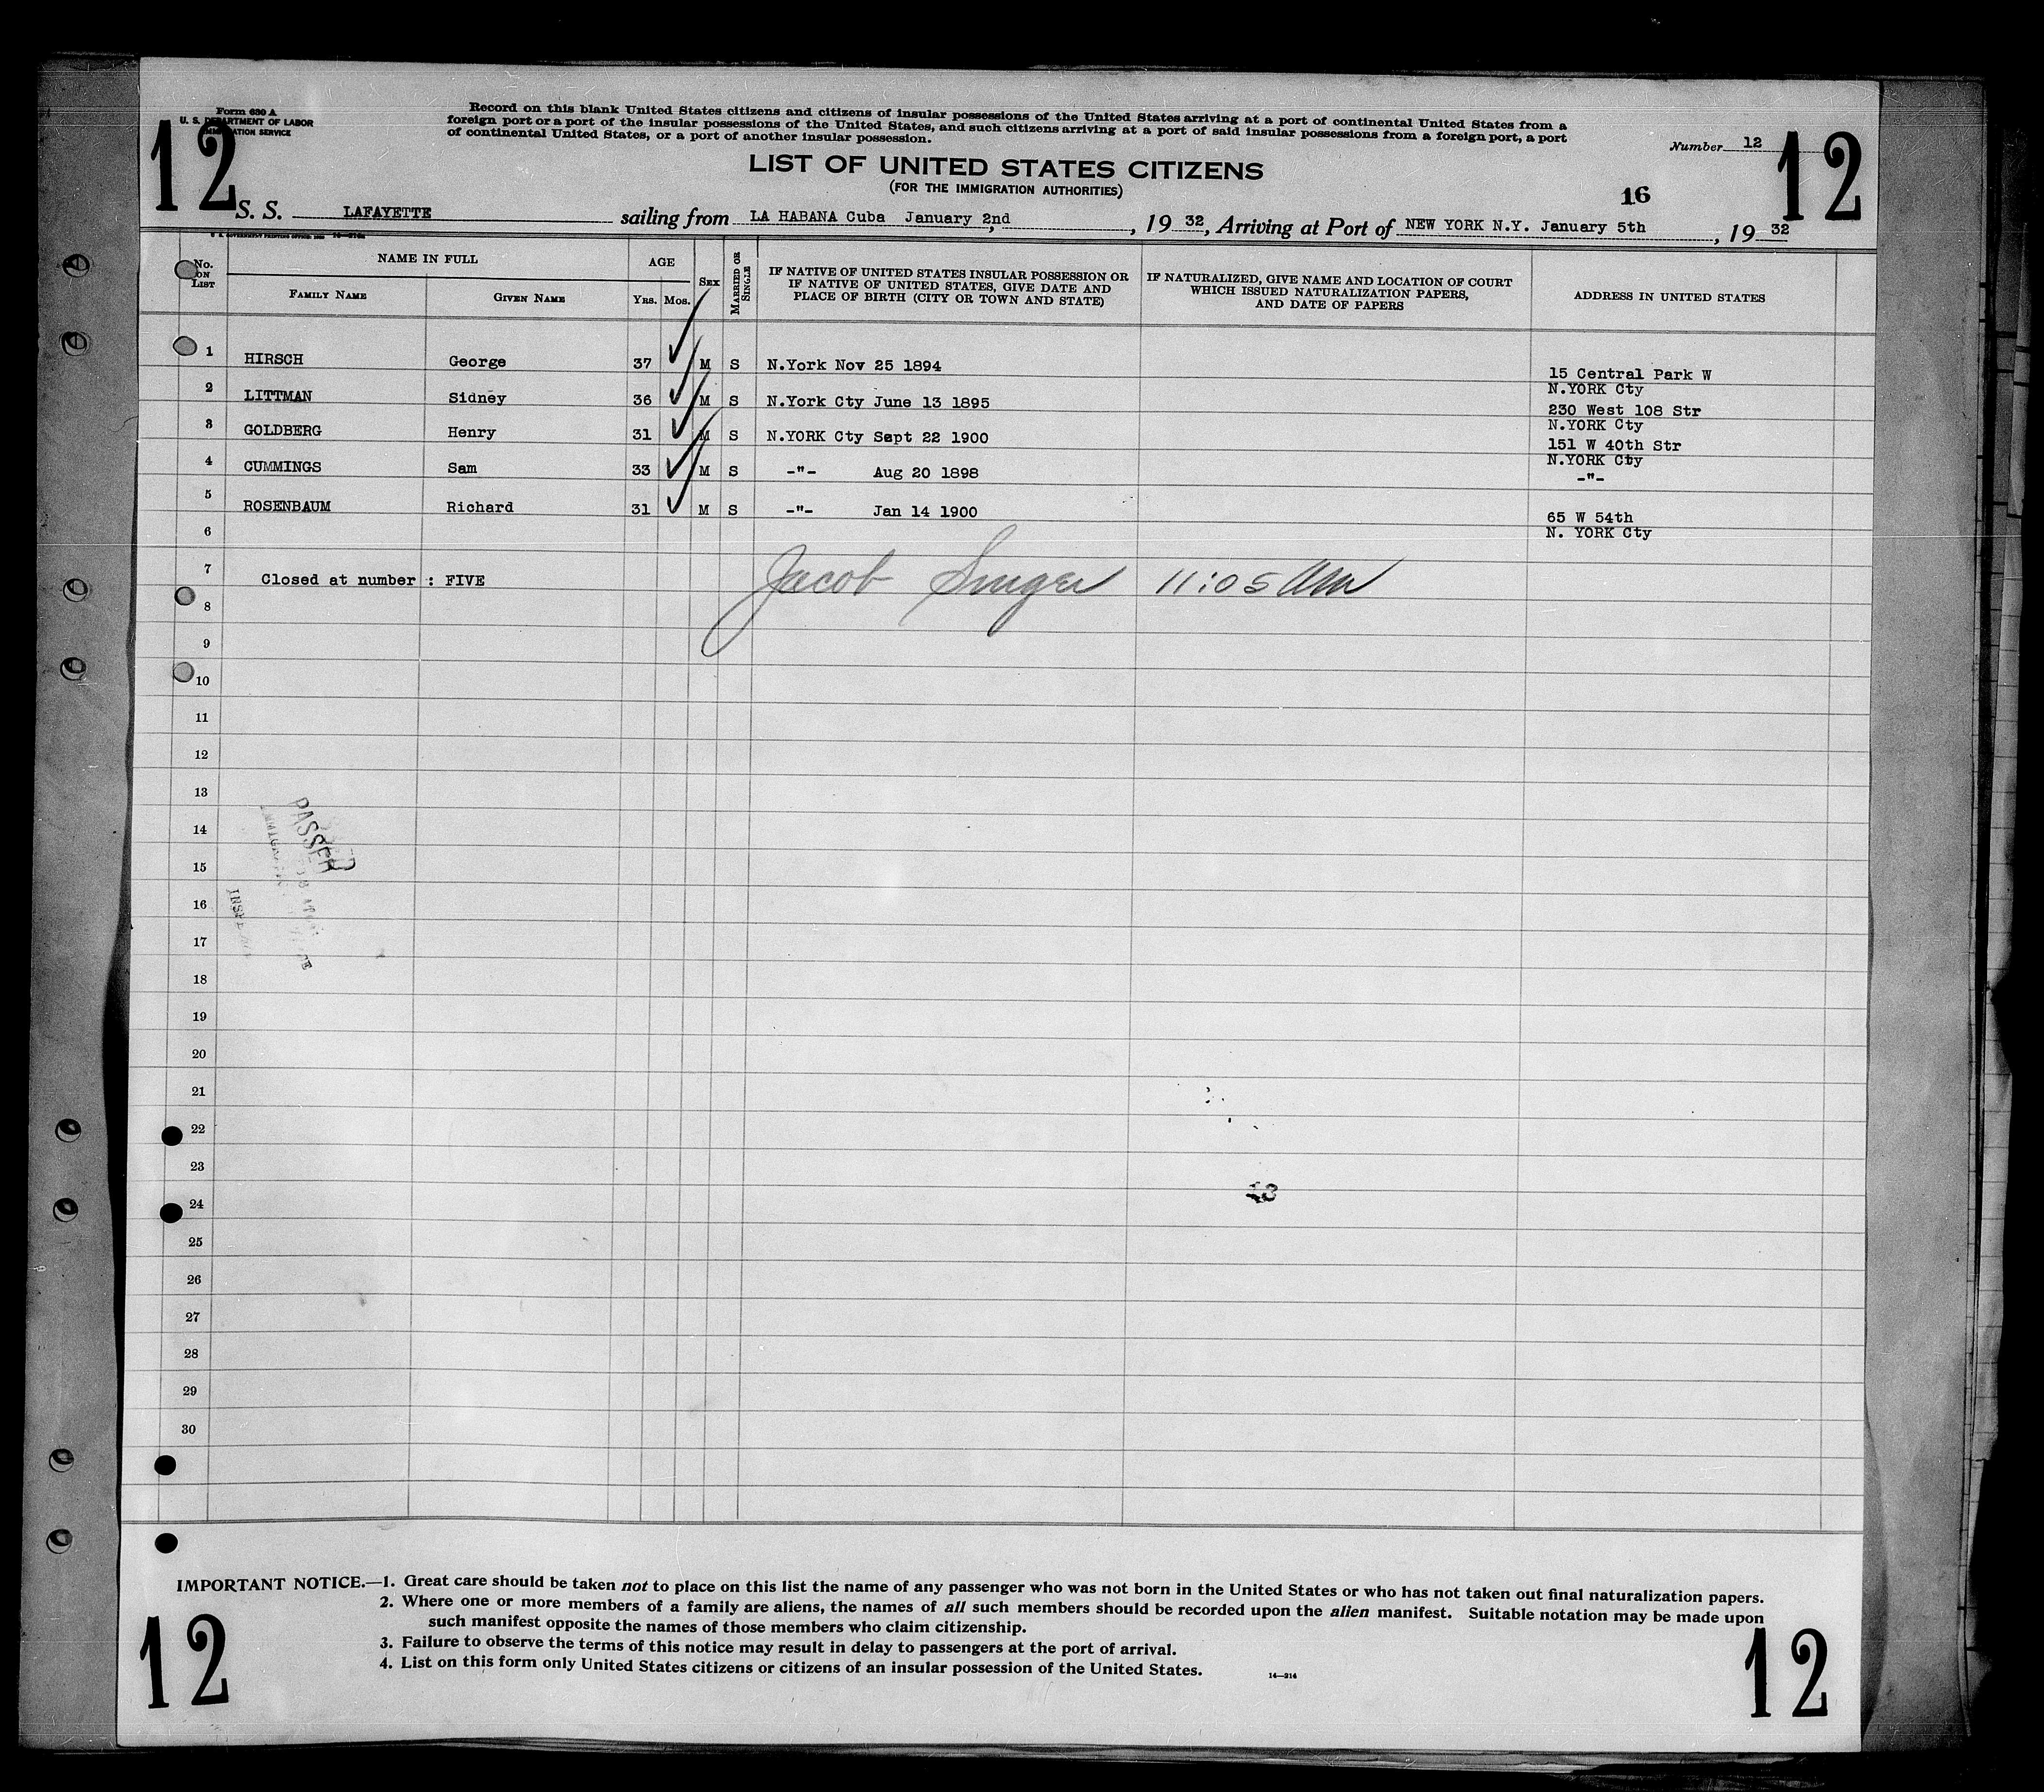 Form 630 A
U. S. DEPARTMENT OF LABOR
IMMIGRATION SERVICE
Record on this blank United States citizens and citizens of insular possessions of the United States arriving at a port of continental United States from a
foreign port or a port of the insular possessions of the United States, and such citizens arriving at a port of said insular possessions from a foreign port, a port
of continental United States, or a port of another insular possession.
12
Number 12
12
LIST OF UNITED STATES CITIZENS
(FOR THE IMMIGRATION AUTHORITIES)
16
S. S. LAFAYETTE sailing from LA HABANA Cuba January 2nd, , 19 32, Arriving at Port of NEW YORK N.Y. January 5th , 19 32
No. on List
NAME IN FULL
Family Name
Given Name
AGE
Yrs. Mos.
Sex
Married or Single
IF NATIVE OF UNITED STATES INSULAR POSSESSION OR
IF NATIVE OF UNITED STATES, GIVE DATE AND
PLACE OF BIRTH (CITY OR TOWN AND STATE)
IF NATURALIZED, GIVE NAME AND LOCATION OF COURT
WHICH ISSUED NATURALIZATION PAPERS,
AND DATE OF PAPERS
ADDRESS IN UNITED STATES
1 HIRSCH George 37 M S N.York Nov 25 1894 15 Central Park W
N.YORK Cty
2 LITTMAN Sidney 36 M S N.York Cty June 13 1895 230 West 108 Str
N.YORK Cty
3 GOLDBERG Henry 31 M S N.YORK Cty Sept 22 1900 151 W 40th Str
N.YORK Cty
4 CUMMINGS Sam 33 M S -"- Aug 20 1898 -"-
5 ROSENBAUM Richard 31 M S -"- Jan 14 1900 65 W 54th
N. YORK Cty
6
7 Closed at number : FIVE Jacob Singer 11:05 AM
8
9
10
11
12
13
PASSED
14
15
16
17
18
19
20
21
22
23
24
25
26
27
28
29
30
IMPORTANT NOTICE.—1. Great care should be taken not to place on this list the name of any passenger who was not born in the United States or who has not taken out final naturalization papers.
2. Where one or more members of a family are aliens, the names of all such members should be recorded upon the alien manifest. Suitable notation may be made upon
such manifest opposite the names of those members who claim citizenship.
3. Failure to observe the terms of this notice may result in delay to passengers at the port of arrival.
4. List on this form only United States citizens or citizens of an insular possession of the United States.
14—214
12
12